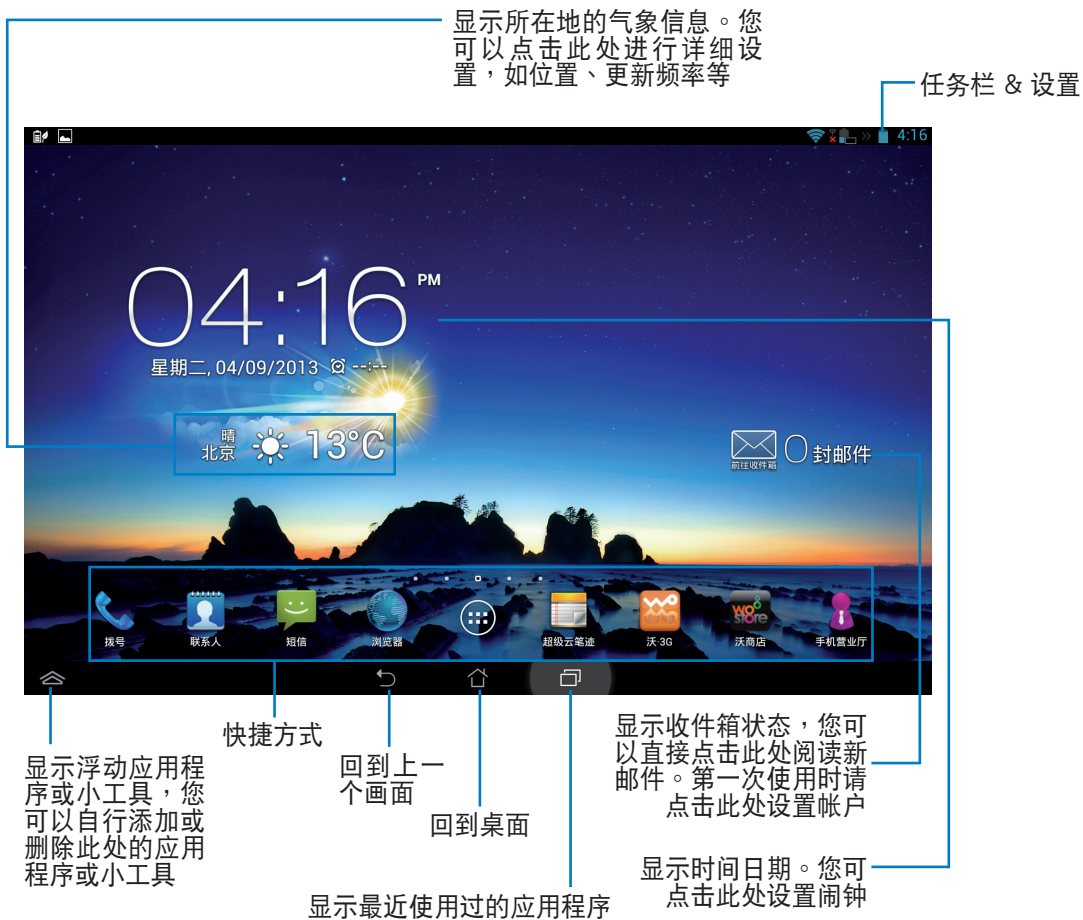 显示所在地的气象信息。您
可以点击此处进行详细设
置，如位置、更新频率等
任务栏 & 设置
4:16
04:16 PM
星期二, 04/09/2013 --:--
晴
北京
13°C
前往收件箱
0 封邮件
拨号
联系人
短信
浏览器
超级云笔迹
沃·3G
wo store
沃商店
手机营业厅
快捷方式
显示浮动应用程
序或小工具，您
可以自行添加或
删除此处的应用
程序或小工具
回到上一
个画面
回到桌面
显示最近使用过的应用程序
显示收件箱状态，您可
以直接点击此处阅读新
邮件。第一次使用时请
点击此处设置帐户
显示时间日期。您可
点击此处设置闹钟